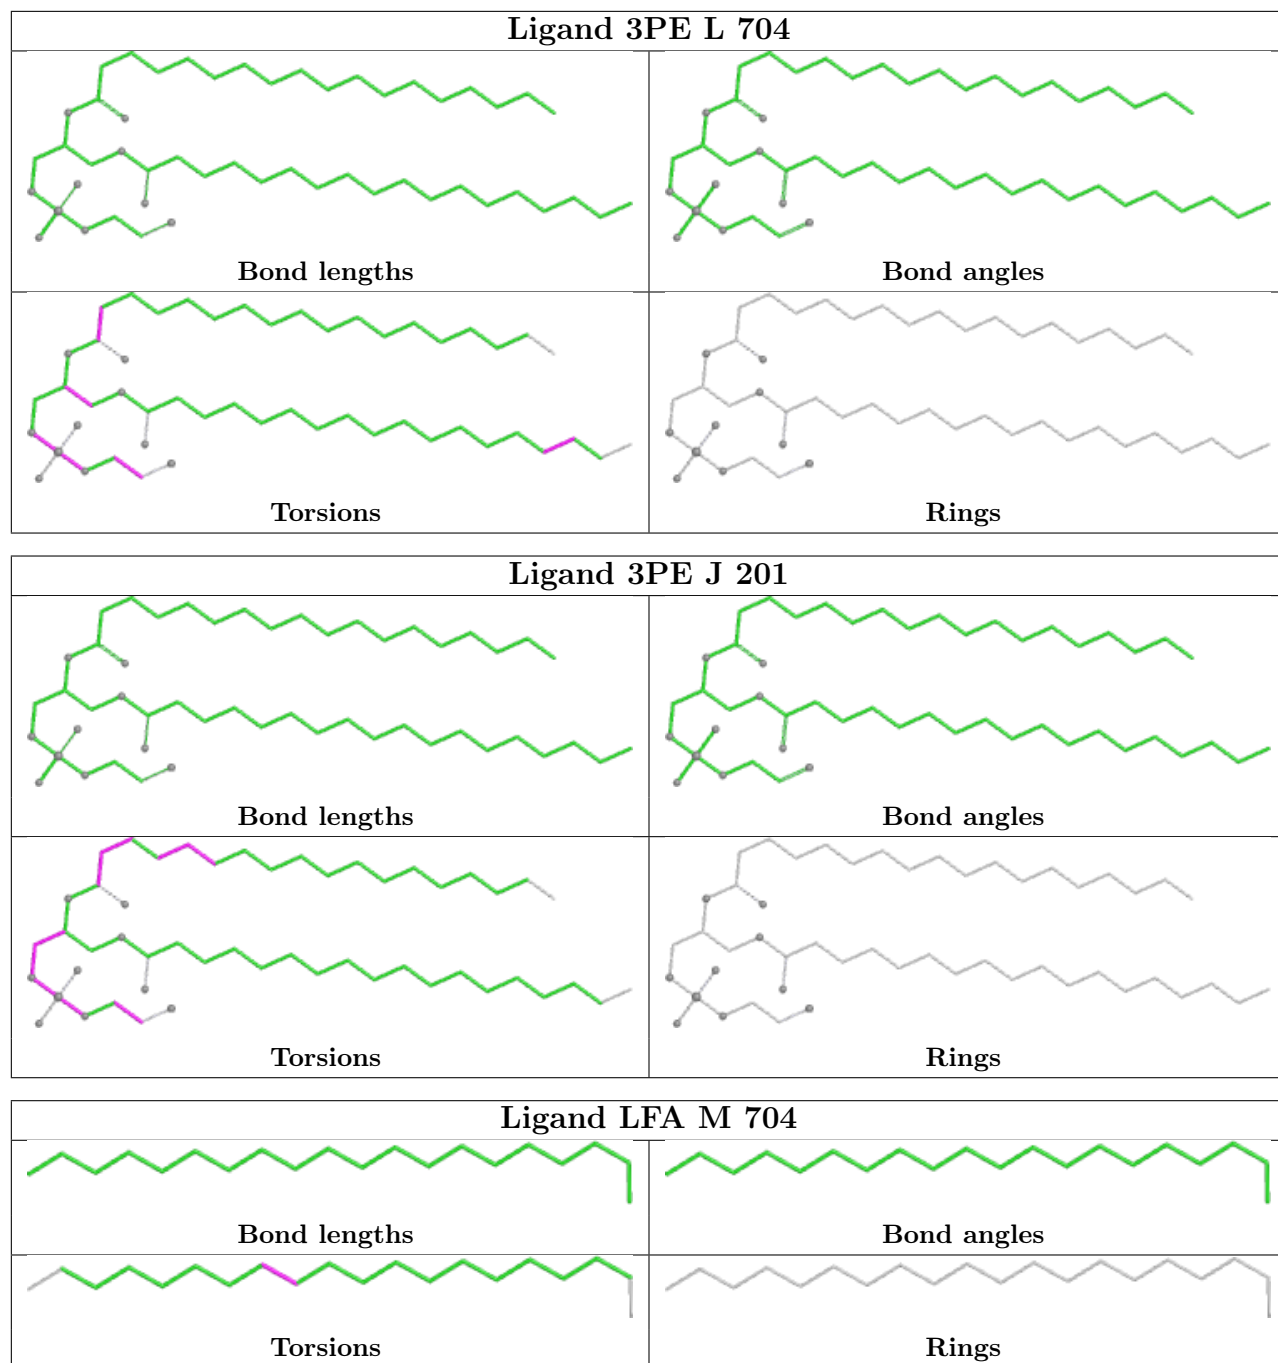 Ligand 3PE L 704
Bond lengths
Bond angles
Torsions
Rings
Ligand 3PE J 201
Bond lengths
Bond angles
Torsions
Rings
Ligand LFA M 704
Bond lengths
Bond angles
Torsions
Rings